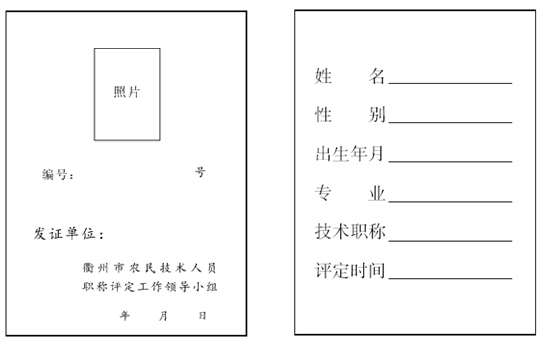 照片
编号： 号
发证单位：
衢州市农民技术人员
职称评定工作领导小组
年 月 日
姓 名
性 别
出生年月
专 业
技术职称
评定时间